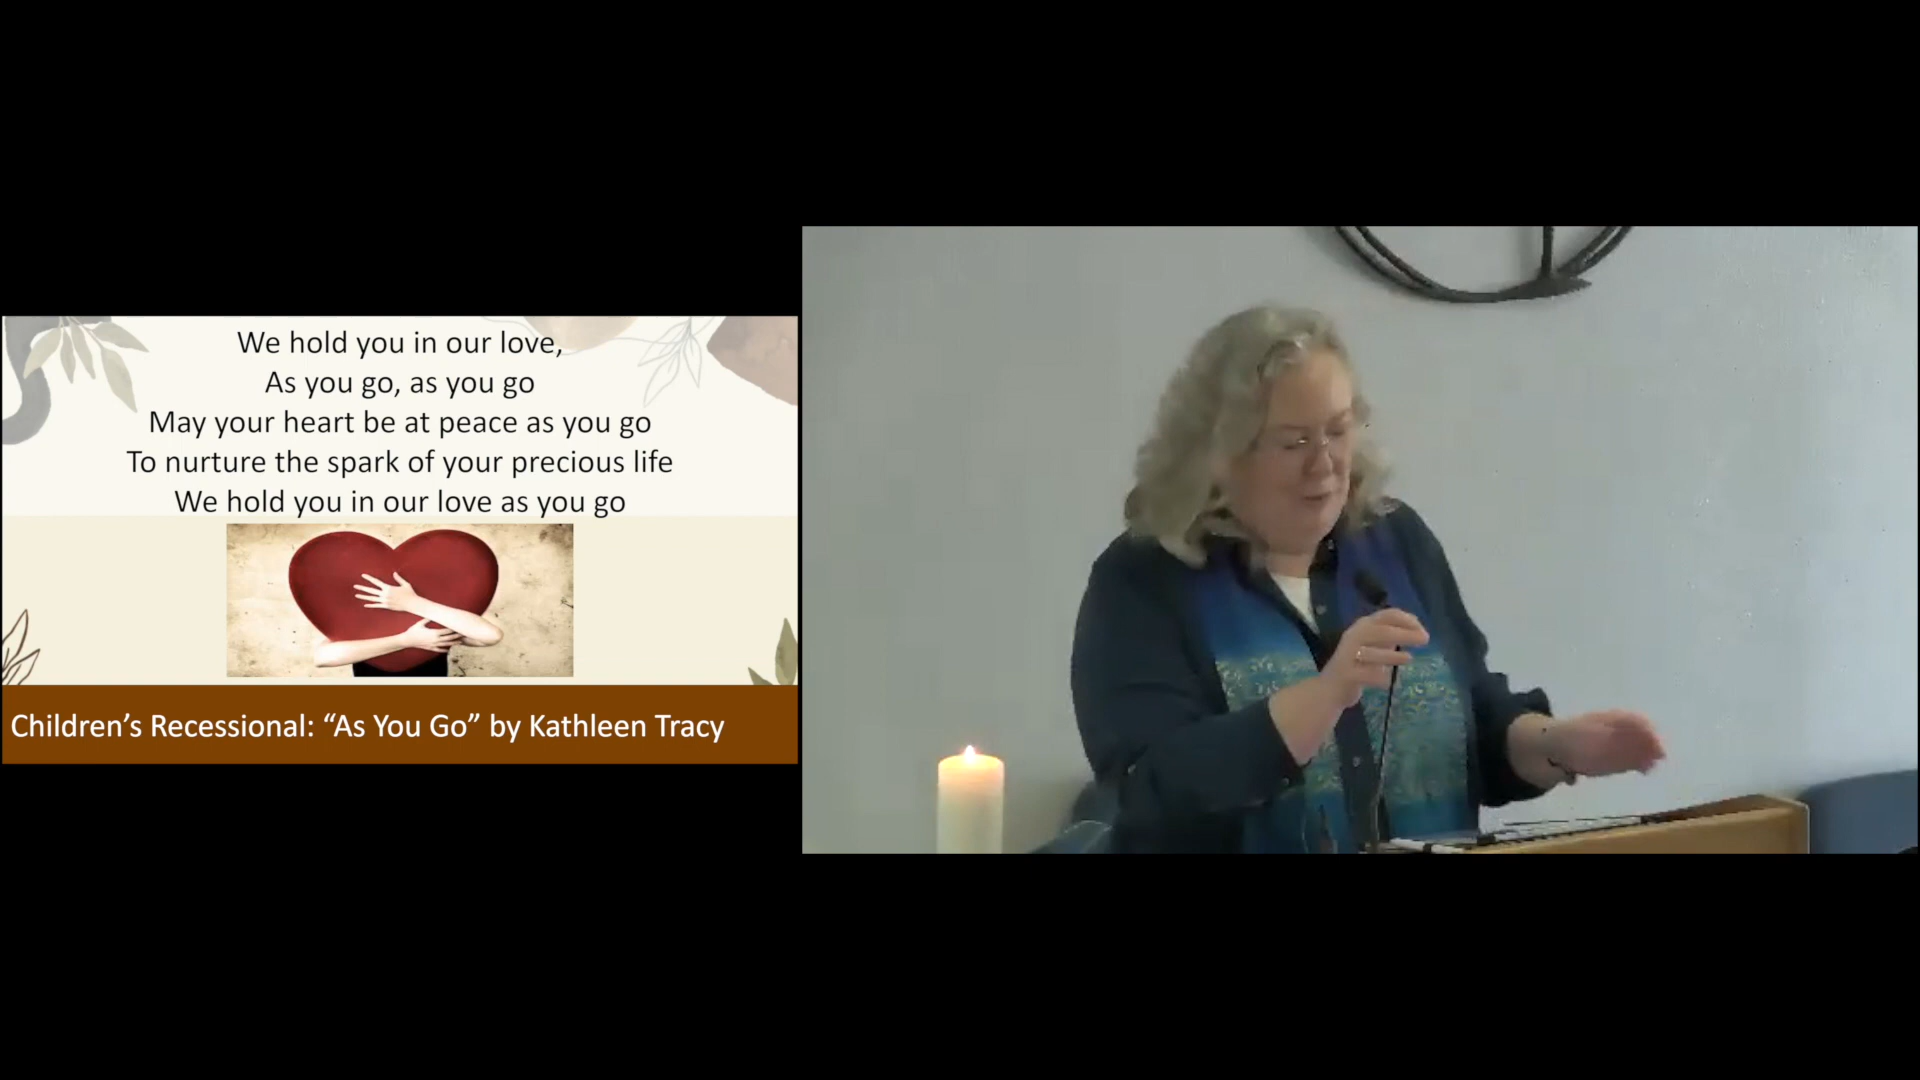 We hold you in our love,
As you go, as you go
May your heart be at peace as you go
To nurture the spark of your precious life
We hold you in our love as you go
Children’s Recessional: “As You Go” by Kathleen Tracy